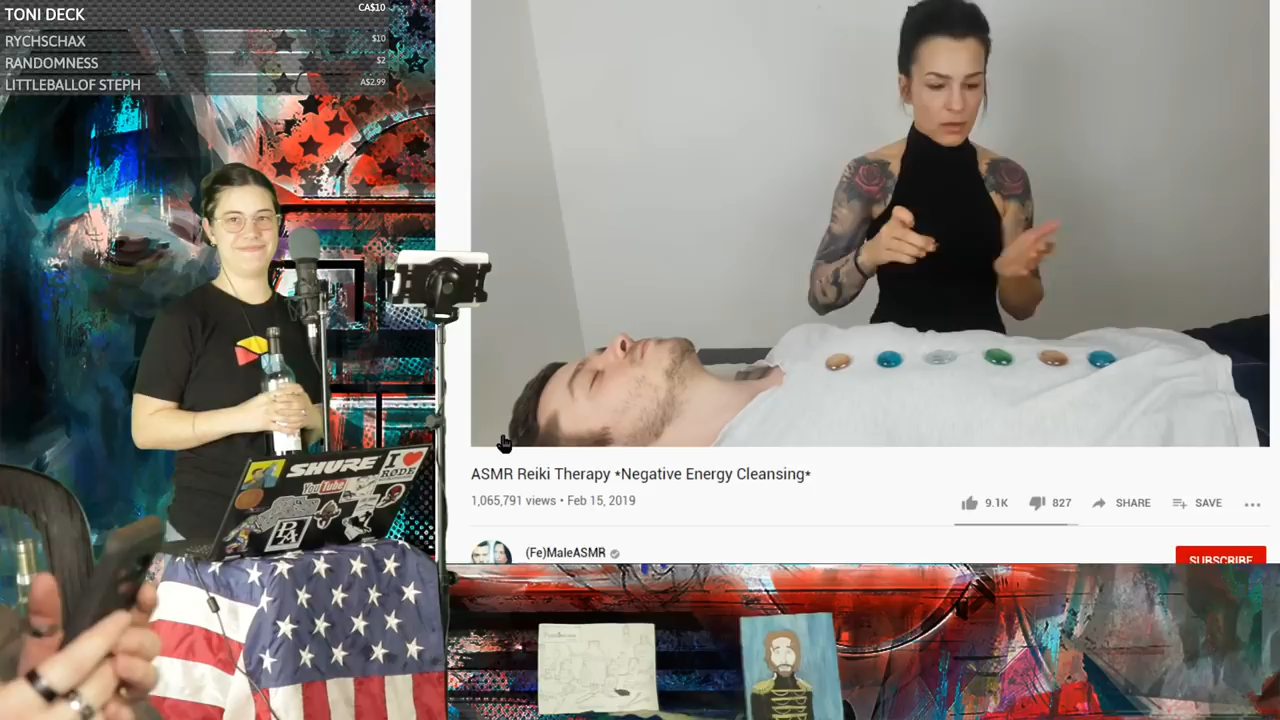 TONI DECK CA$10
RYCHSCHAX $10
RANDOMNESS $2
LITTLEBALLOF STEPH A$2.99
SHURE
I ❤ RØDE
YouTube
PA
ASMR Reiki Therapy *Negative Energy Cleansing*
1,065,791 views • Feb 15, 2019
9.1K 827 SHARE SAVE
(Fe)MaleASMR
SUBSCRIBE